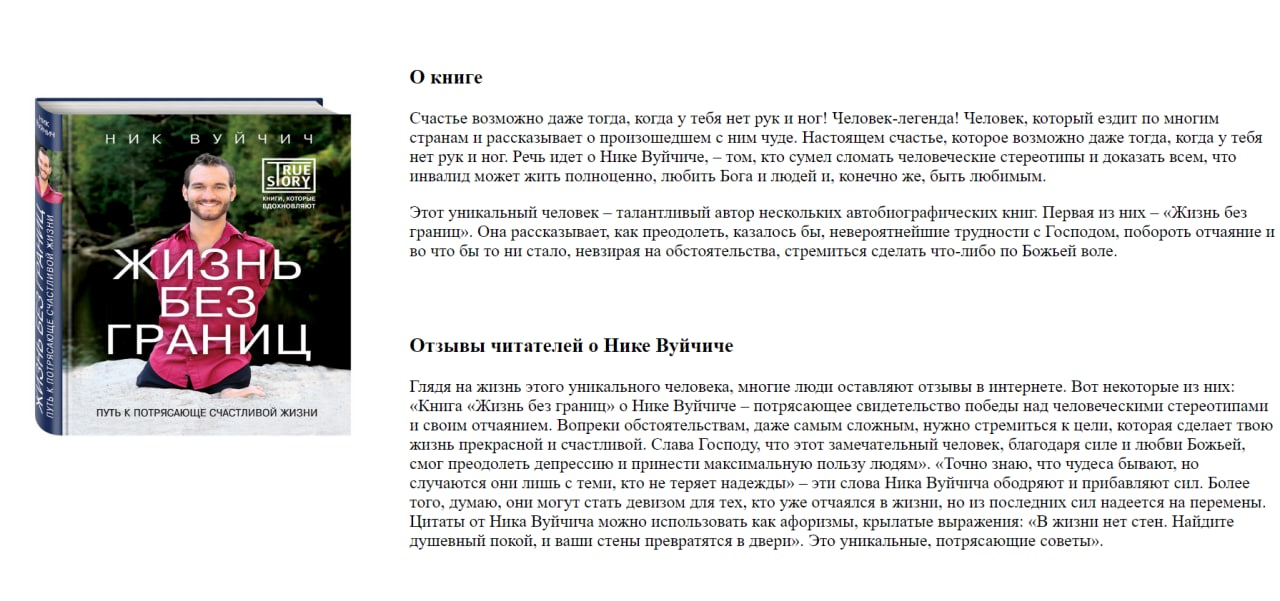 НИК ВУЙЧИЧ
TRUE
STORY
КНИГИ, КОТОРЫЕ
ВДОХНОВЛЯЮТ
ЖИЗНЬ
БЕЗ
ГРАНИЦ
ПУТЬ К ПОТРЯСАЮЩЕ СЧАСТЛИВОЙ ЖИЗНИ
НИК
ВУЙЧИЧ
ЖИЗНЬ БЕЗ ГРАНИЦ
ПУТЬ К ПОТРЯСАЮЩЕ СЧАСТЛИВОЙ ЖИЗНИ
О книге
Счастье возможно даже тогда, когда у тебя нет рук и ног! Человек-легенда! Человек, который ездит по многим
странам и рассказывает о произошедшем с ним чуде. Настоящем счастье, которое возможно даже тогда, когда у тебя
нет рук и ног. Речь идет о Нике Вуйчиче, – том, кто сумел сломать человеческие стереотипы и доказать всем, что
инвалид может жить полноценно, любить Бога и людей и, конечно же, быть любимым.
Этот уникальный человек – талантливый автор нескольких автобиографических книг. Первая из них – «Жизнь без
границ». Она рассказывает, как преодолеть, казалось бы, невероятнейшие трудности с Господом, побороть отчаяние и
во что бы то ни стало, невзирая на обстоятельства, стремиться сделать что-либо по Божьей воле.
Отзывы читателей о Нике Вуйчиче
Глядя на жизнь этого уникального человека, многие люди оставляют отзывы в интернете. Вот некоторые из них:
«Книга «Жизнь без границ» о Нике Вуйчиче – потрясающее свидетельство победы над человеческими стереотипами
и своим отчаянием. Вопреки обстоятельствам, даже самым сложным, нужно стремиться к цели, которая сделает твою
жизнь прекрасной и счастливой. Слава Господу, что этот замечательный человек, благодаря силе и любви Божьей,
смог преодолеть депрессию и принести максимальную пользу людям». «Точно знаю, что чудеса бывают, но
случаются они лишь с теми, кто не теряет надежды» – эти слова Ника Вуйчича ободряют и прибавляют сил. Более
того, думаю, они могут стать девизом для тех, кто уже отчаялся в жизни, но из последних сил надеется на перемены.
Цитаты от Ника Вуйчича можно использовать как афоризмы, крылатые выражения: «В жизни нет стен. Найдите
душевный покой, и ваши стены превратятся в двери». Это уникальные, потрясающие советы».